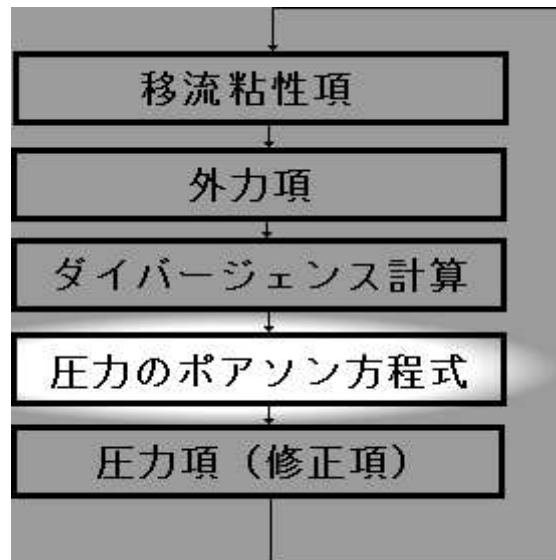 移流粘性項
外力項
ダイバージェンス計算
圧力のポアソン方程式
圧力項（修正項）